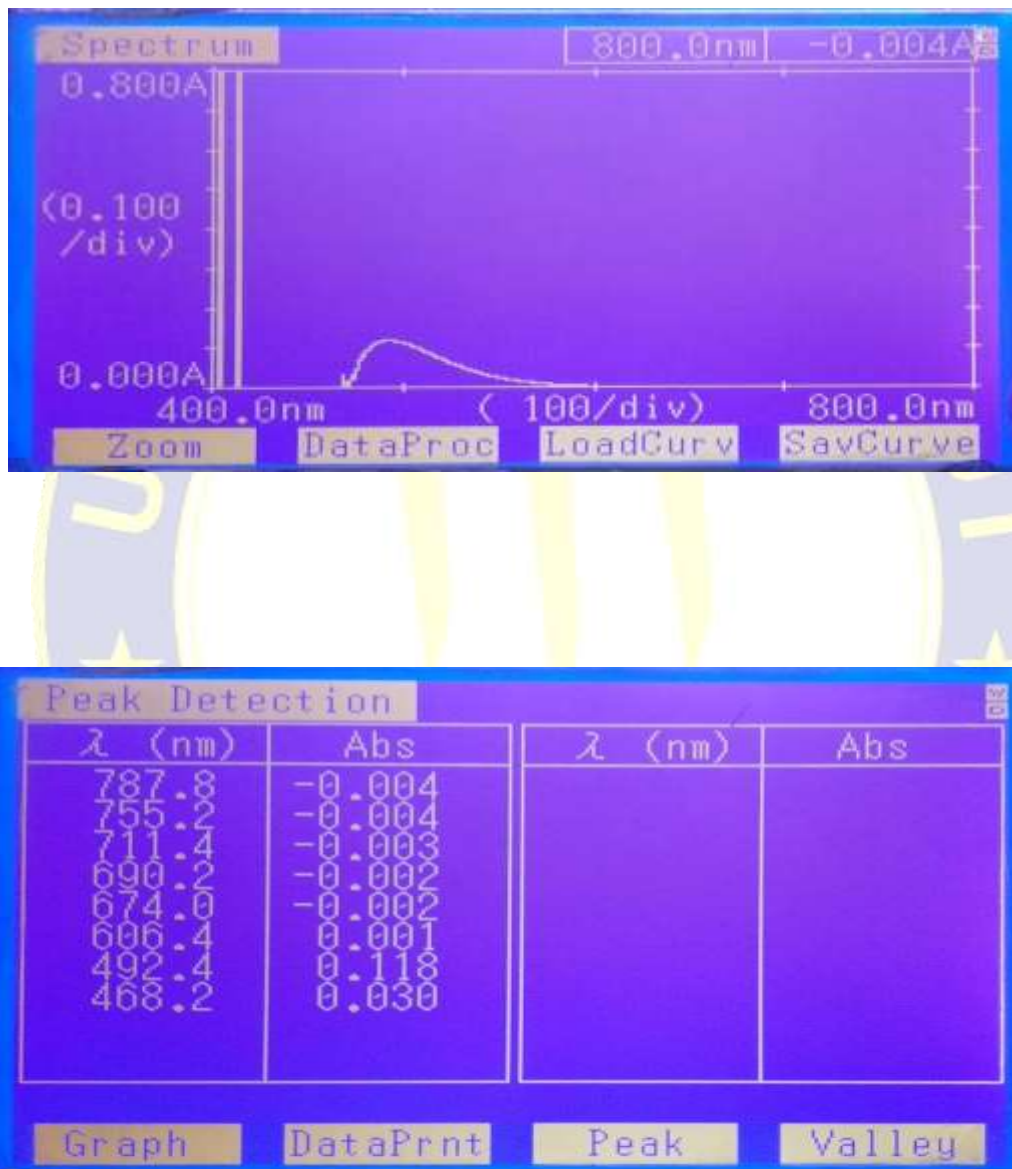 Spectrum 800.0nm -0.004A
0.800A
(0.100
/div)
0.000A
400.0nm ( 100/div) 800.0nm
Zoom DataProc LoadCurv SavCurve
Peak Detection
λ (nm) Abs λ (nm) Abs
787.8 -0.004
755.2 -0.004
711.4 -0.003
690.2 -0.002
674.0 -0.002
606.4 0.001
492.4 0.118
468.2 0.030
Graph DataPrnt Peak Valley